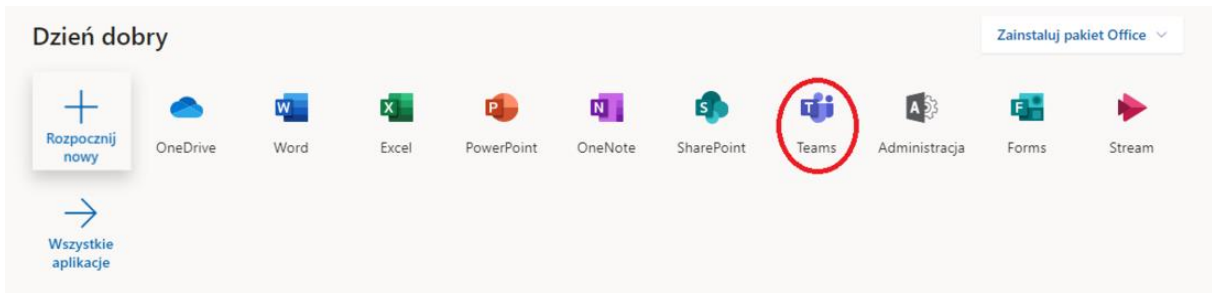 Dzień dobry
Zainstaluj pakiet Office
Rozpocznij
nowy
OneDrive
Word
Excel
PowerPoint
OneNote
SharePoint
Teams
Administracja
Forms
Stream
Wszystkie
aplikacje